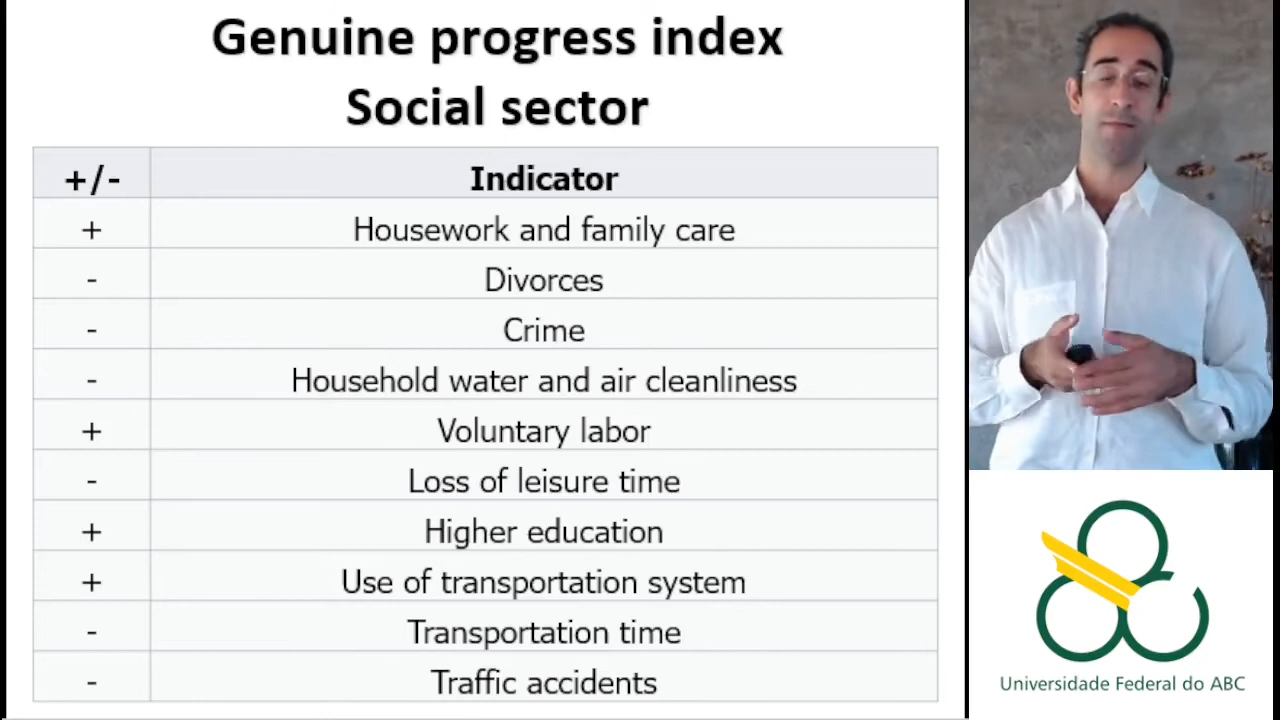 Genuine progress index
Social sector
+/- Indicator
+ Housework and family care
- Divorces
- Crime
- Household water and air cleanliness
+ Voluntary labor
- Loss of leisure time
+ Higher education
+ Use of transportation system
- Transportation time
- Traffic accidents
Universidade Federal do ABC